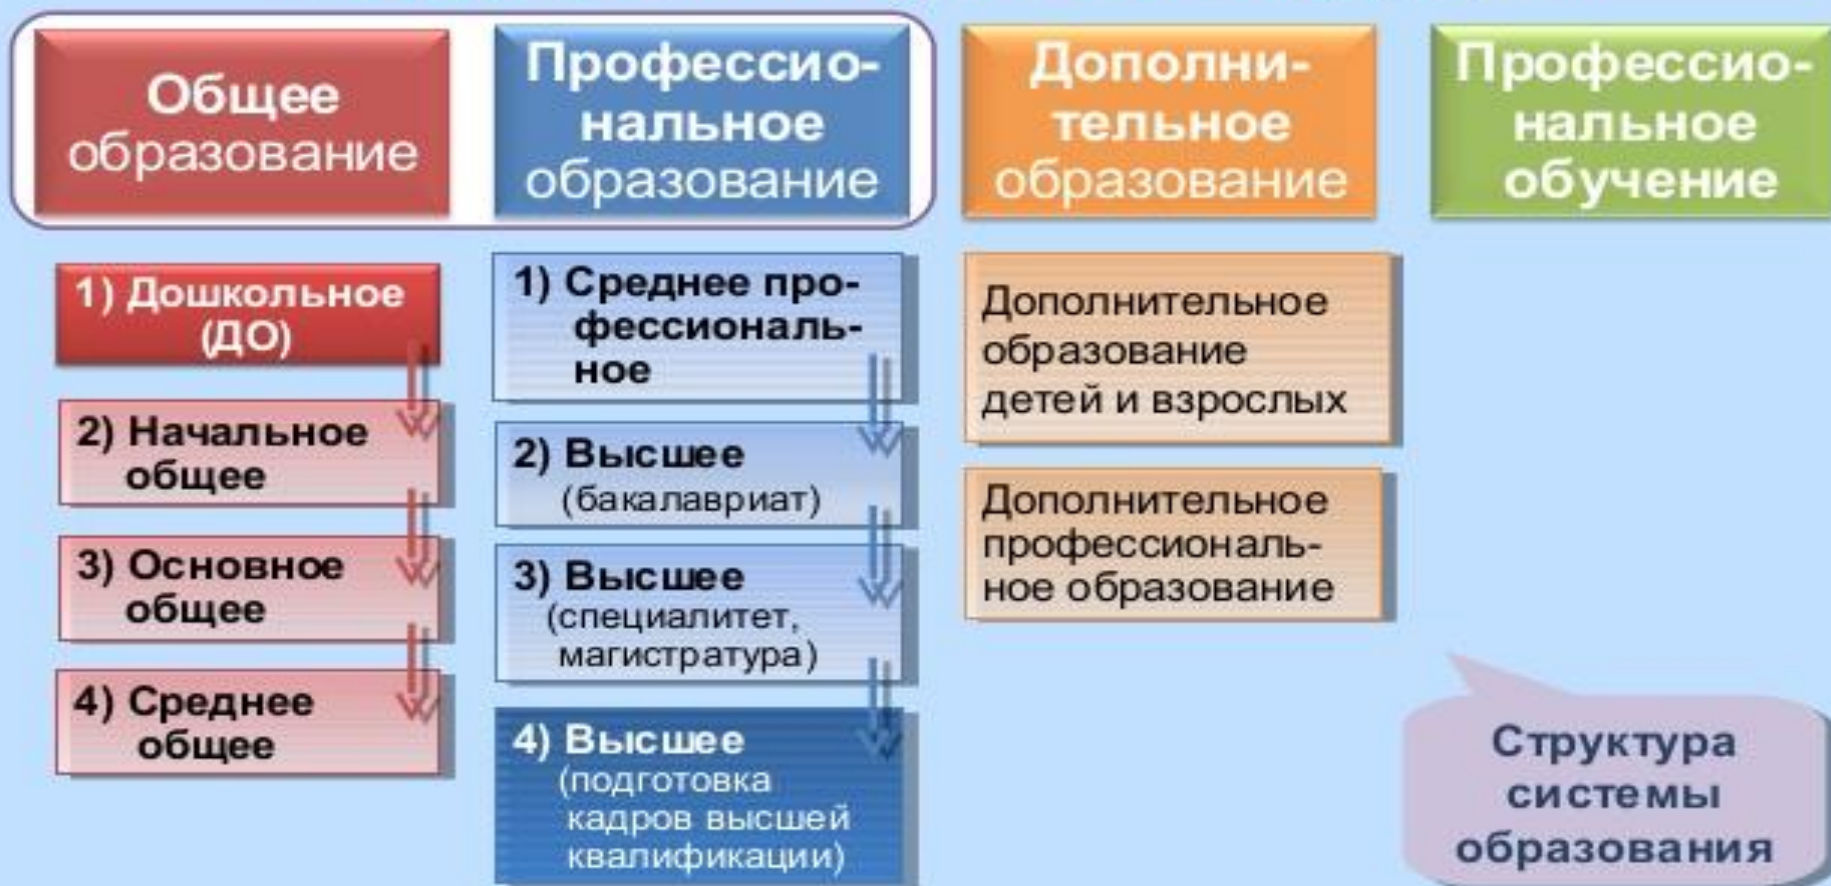 Общее
образование
Профессио-
нальное
образование
Дополни-
тельное
образование
Профессио-
нальное
обучение
1) Дошкольное
(ДО)
2) Начальное
общее
3) Основное
общее
4) Среднее
общее
1) Среднее про-
фессиональ-
ное
2) Высшее
(бакалавриат)
3) Высшее
(специалитет,
магистратура)
4) Высшее
(подготовка
кадров высшей
квалификации)
Дополнительное
образование
детей и взрослых
Дополнительное
профессиональ-
ное образование
Структура
системы
образования